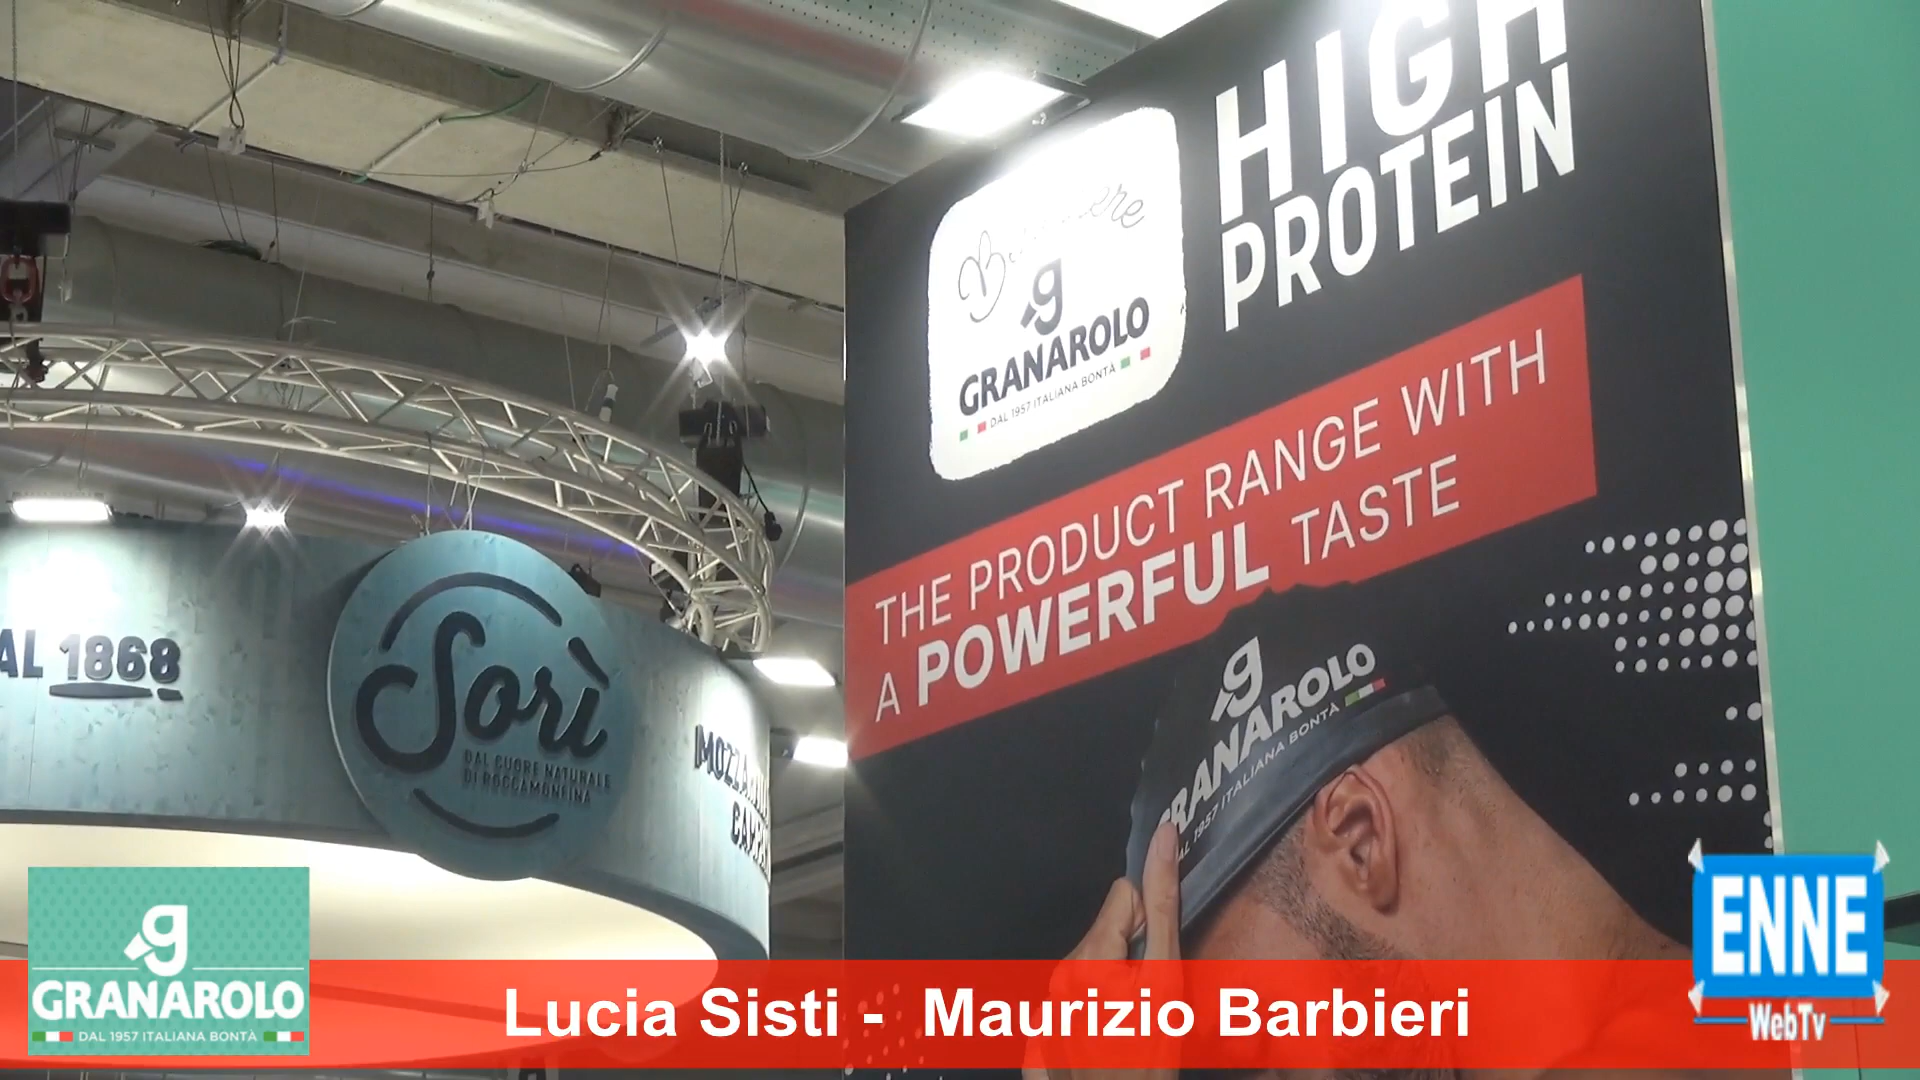 HIGH
PROTEIN
GRANAROLO
DAL 1957 ITALIANA BONTÀ
THE PRODUCT RANGE WITH
A POWERFUL TASTE
g
GRANAROLO
DAL 1957 ITALIANA BONTÀ
AL 1868
Sorì
DAL CUORE NATURALE
DI ROCCAMONFINA
g
GRANAROLO
DAL 1957 ITALIANA BONTÀ
Lucia Sisti - Maurizio Barbieri
ENNE
WebTv